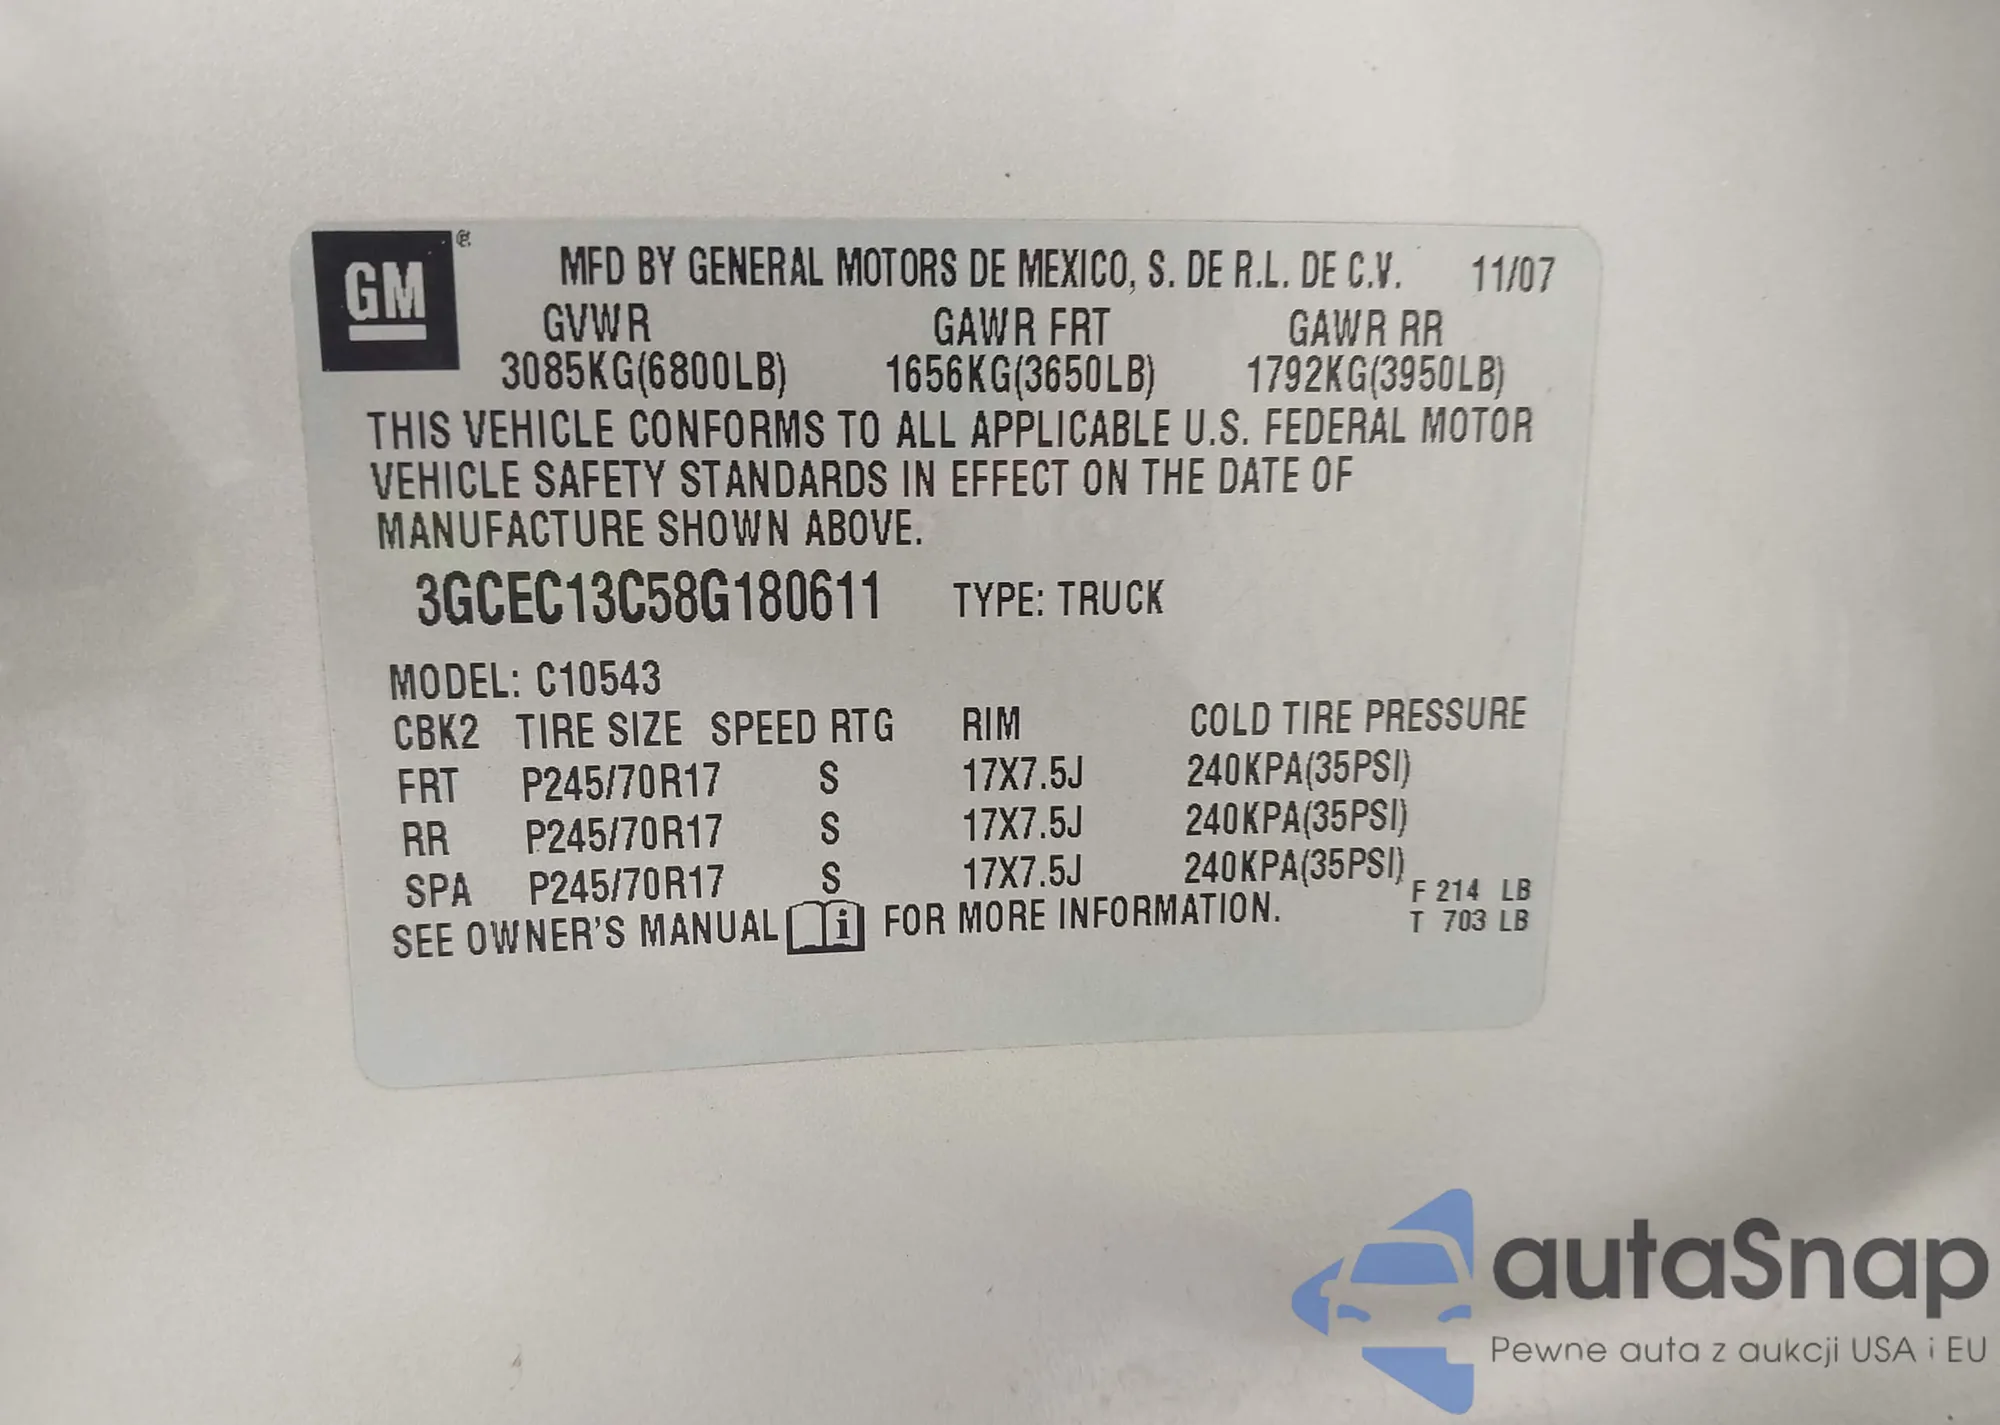 GM ®
MFD BY GENERAL MOTORS DE MEXICO, S. DE R.L. DE C.V. 11/07
GVWR GAWR FRT GAWR RR
3085KG(6800LB) 1656KG(3650LB) 1792KG(3950LB)
THIS VEHICLE CONFORMS TO ALL APPLICABLE U.S. FEDERAL MOTOR
VEHICLE SAFETY STANDARDS IN EFFECT ON THE DATE OF
MANUFACTURE SHOWN ABOVE.
3GCEC13C58G180611 TYPE: TRUCK
MODEL: C10543
CBK2 TIRE SIZE SPEED RTG RIM COLD TIRE PRESSURE
FRT P245/70R17 S 17X7.5J 240KPA(35PSI)
RR P245/70R17 S 17X7.5J 240KPA(35PSI)
SPA P245/70R17 S 17X7.5J 240KPA(35PSI)
F 214 LB
SEE OWNER'S MANUAL i FOR MORE INFORMATION.
T 703 LB
autaSnap
Pewne auta z aukcji USA i EU